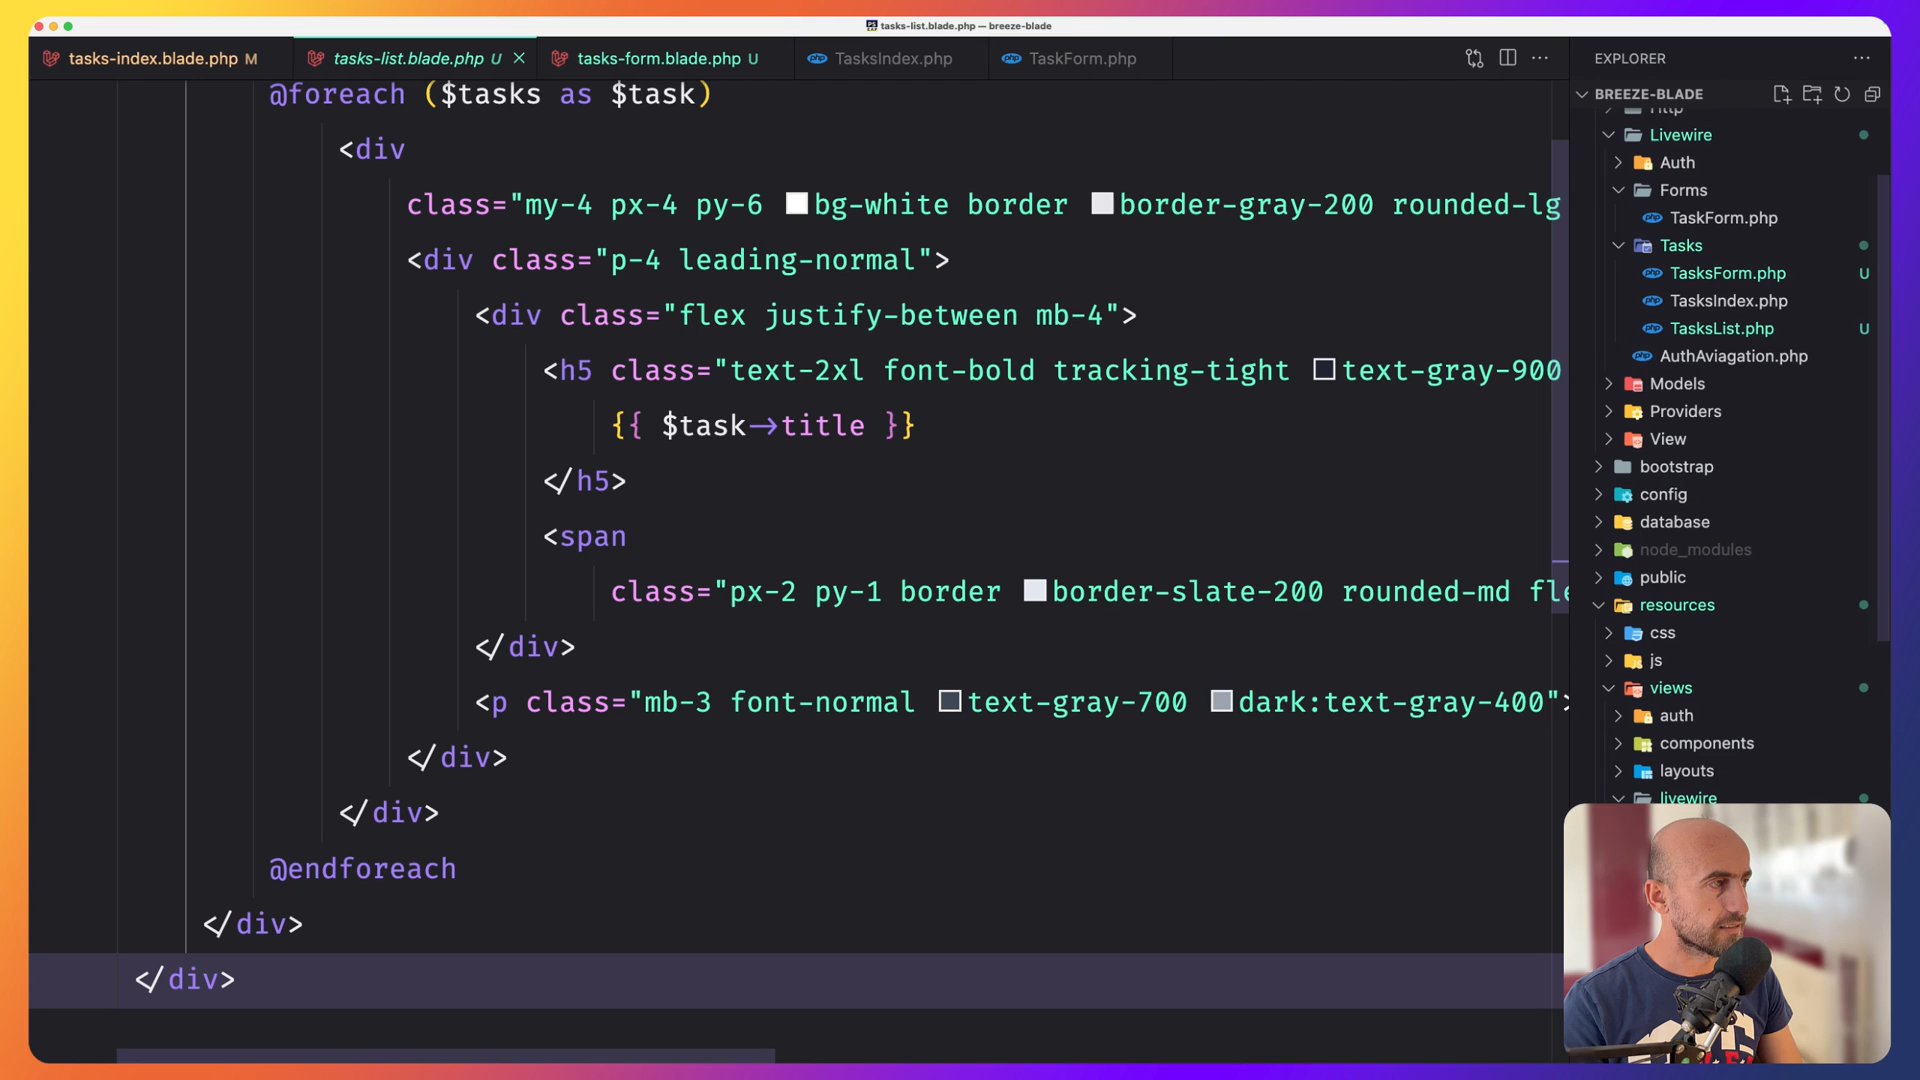 tasks-list.blade.php — breeze-blade
tasks-index.blade.php M
tasks-list.blade.php U
tasks-form.blade.php U
TasksIndex.php
TaskForm.php
EXPLORER
BREEZE-BLADE
@foreach ($tasks as $task)
<div
class="my-4 px-4 py-6 bg-white border border-gray-200 rounded-lg
<div class="p-4 leading-normal">
<div class="flex justify-between mb-4">
<h5 class="text-2xl font-bold tracking-tight text-gray-900
{{ $task->title }}
</h5>
<span
class="px-2 py-1 border border-slate-200 rounded-md fle
</div>
<p class="mb-3 font-normal text-gray-700 dark:text-gray-400">
</div>
</div>
@endforeach
</div>
</div>
Http
Livewire
Auth
Forms
TaskForm.php
Tasks
TasksForm.php U
TasksIndex.php
TasksList.php U
AuthAviagation.php
Models
Providers
View
bootstrap
config
database
node_modules
public
resources
css
js
views
auth
components
layouts
livewire